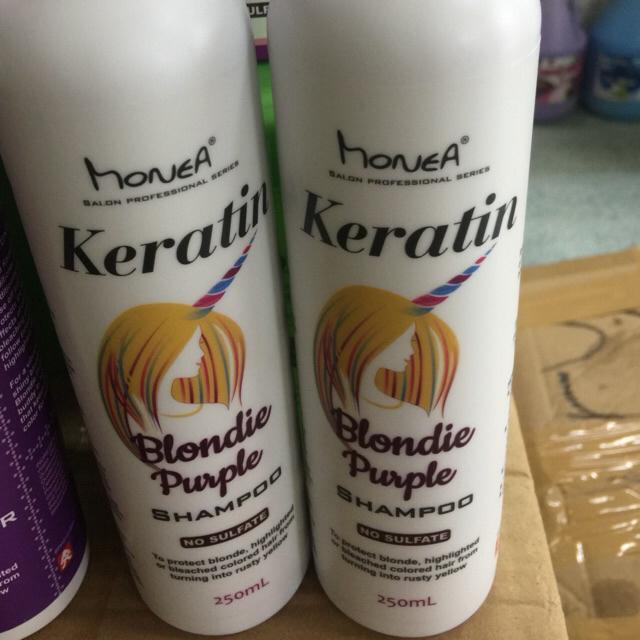 MONEA®
SALON PROFESSIONAL SERIES
Keratin
Blondie
Purple
SHAMPOO
NO SULFATE
To protect blonde, highlighted
or bleached colored hair from
turning into rusty yellow
250mL
MONEA®
SALON PROFESSIONAL SERIES
Keratin
Blondie
Purple
SHAMPOO
NO SULFATE
To protect blonde, highlighted
or bleached colored hair from
turning into rusty yellow
250mL